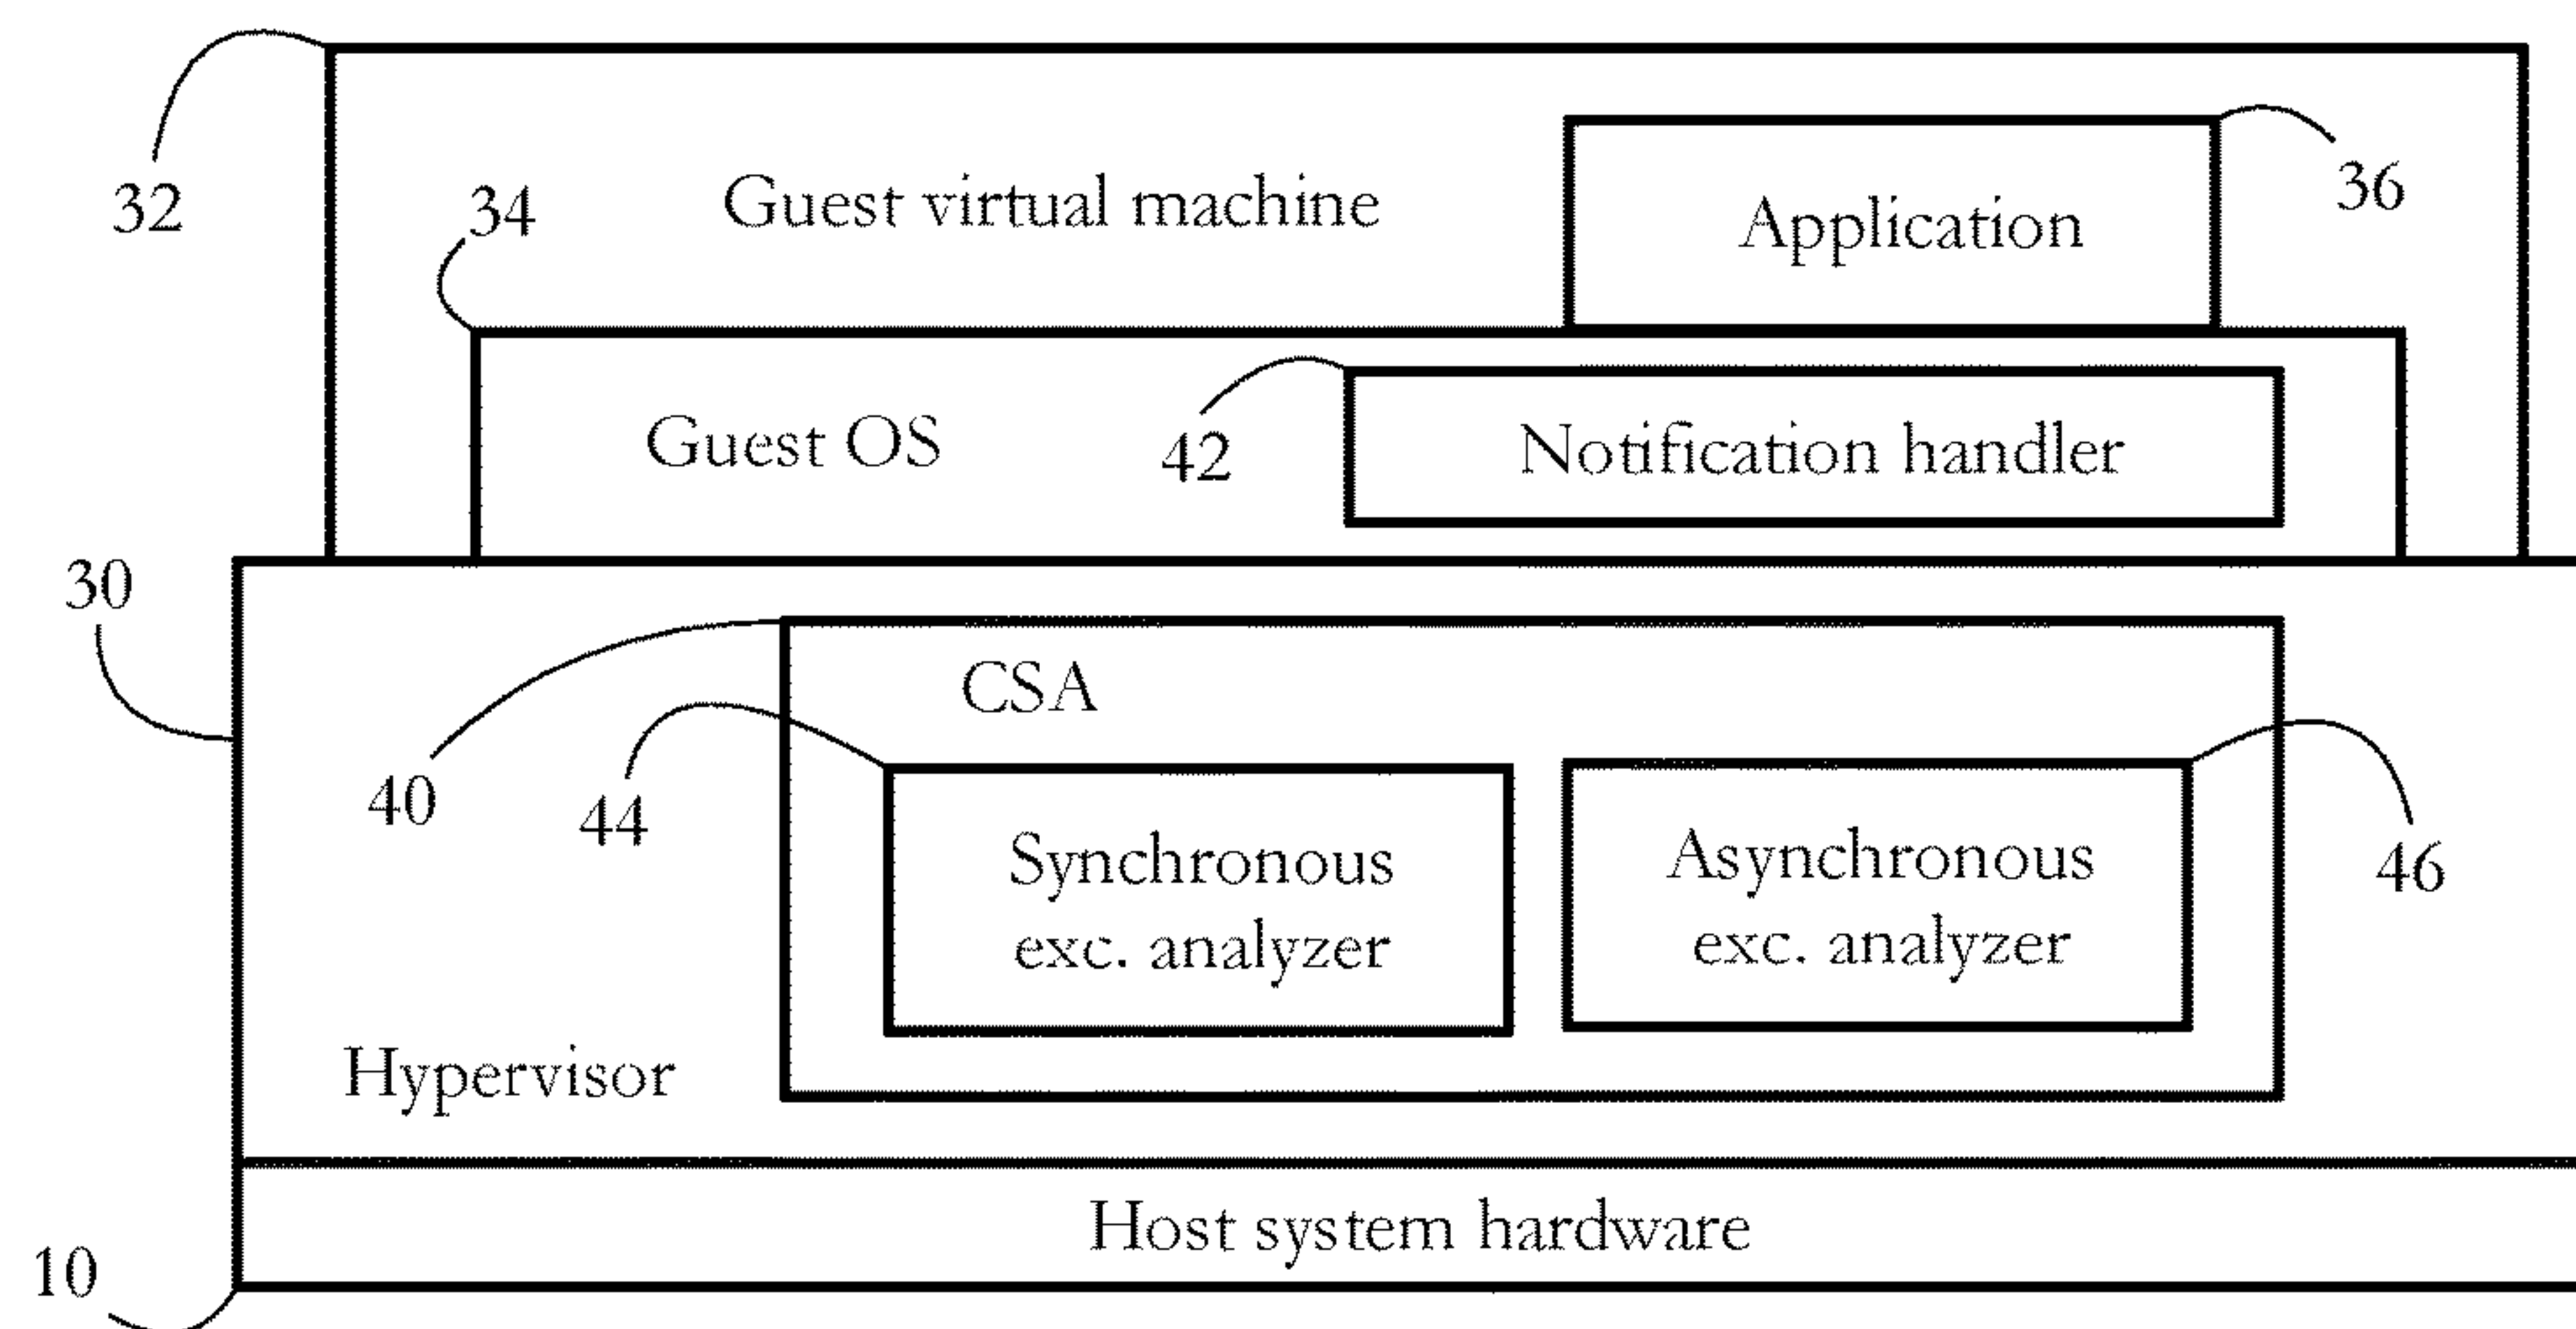 32
34
Guest virtual machine
Application
36
Guest OS
42
Notification handler
30
CSA
40
44
Synchronous
exc. analyzer
Asynchronous
exc. analyzer
46
Hypervisor
Host system hardware
10